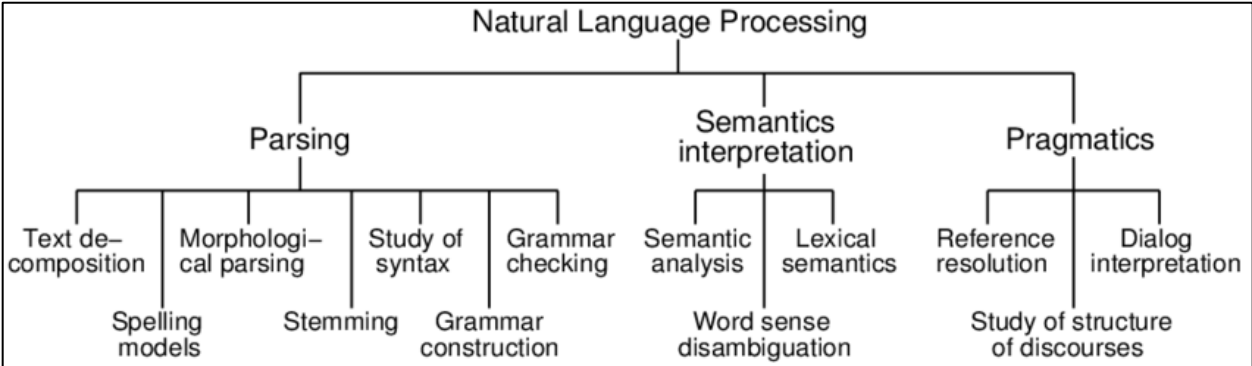 Natural Language Processing
Parsing
Semantics
interpretation
Pragmatics
Text de–
composition
Morphologi–
cal parsing
Study of
syntax
Grammar
checking
Semantic
analysis
Lexical
semantics
Reference
resolution
Dialog
interpretation
Spelling
models
Stemming
Grammar
construction
Word sense
disambiguation
Study of structure
of discourses